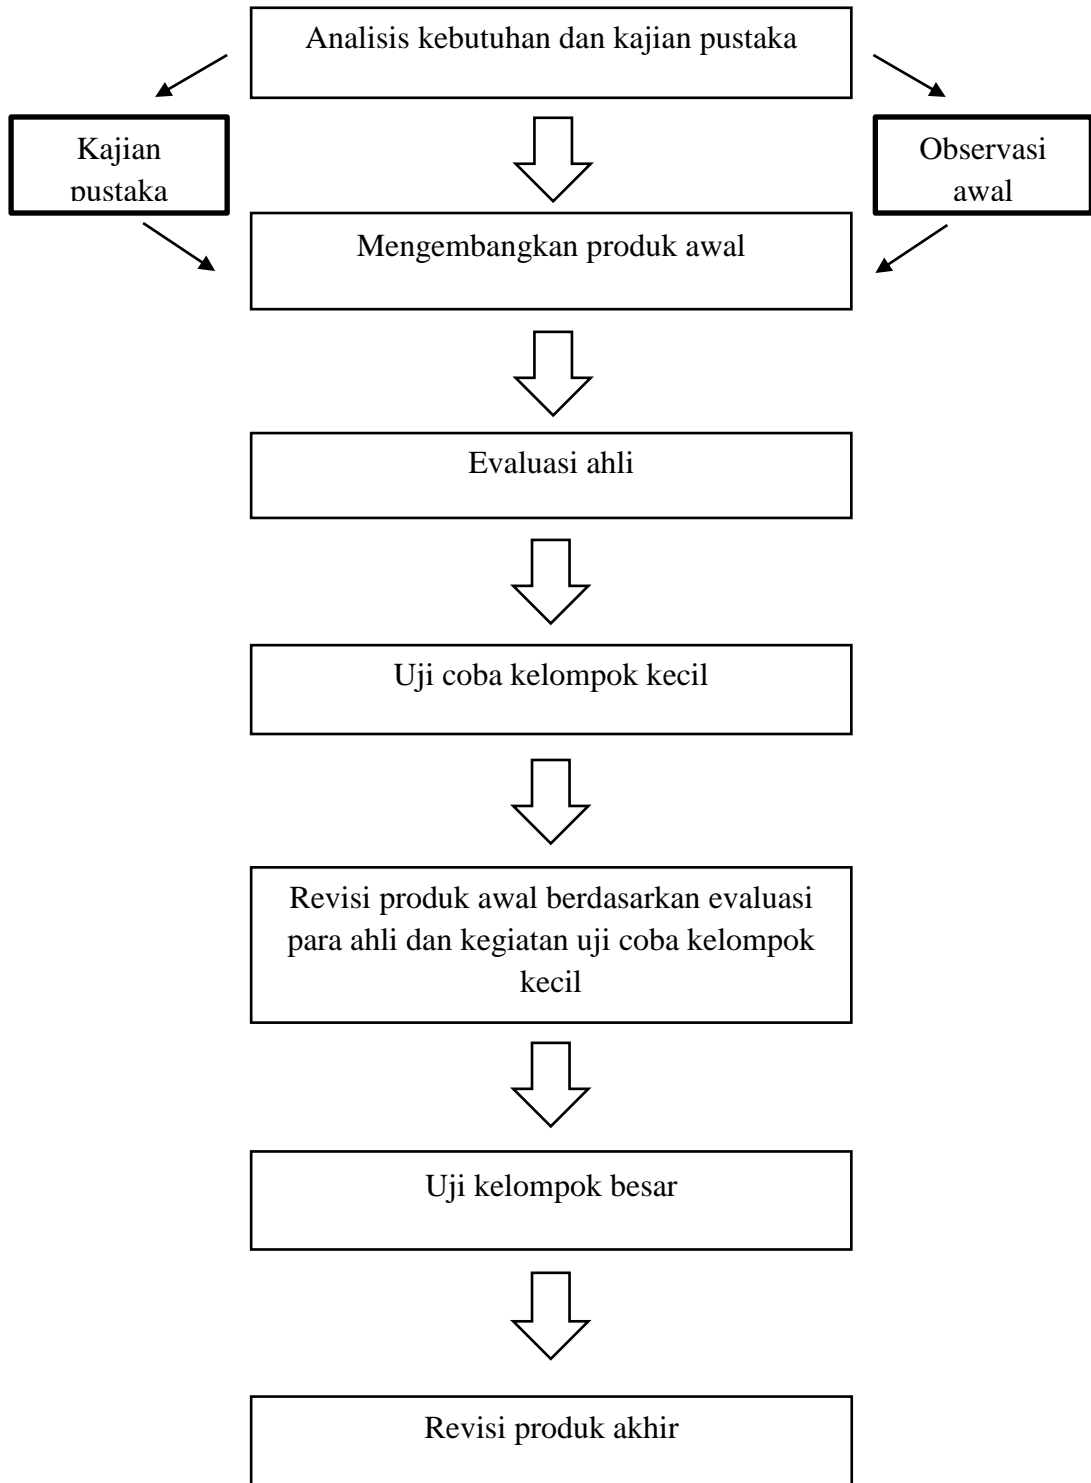 Analisis kebutuhan dan kajian pustaka
Kajian
pustaka
Observasi
awal
Mengembangkan produk awal
Evaluasi ahli
Uji coba kelompok kecil
Revisi produk awal berdasarkan evaluasi
para ahli dan kegiatan uji coba kelompok
kecil
Uji kelompok besar
Revisi produk akhir